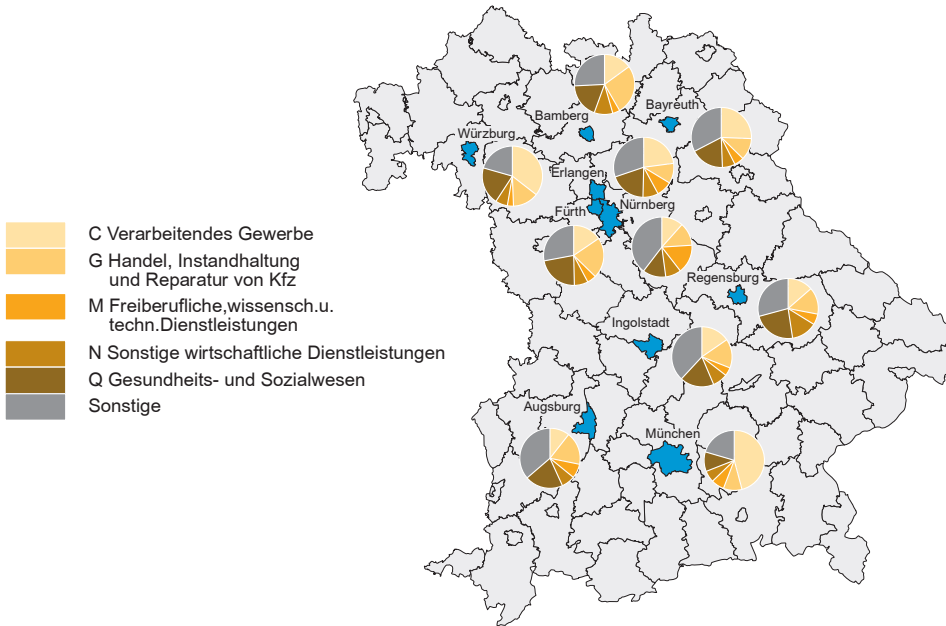 Bayreuth
Bamberg
Würzburg
Erlangen
Fürth
Nürnberg
Regensburg
Ingolstadt
Augsburg
München
C Verarbeitendes Gewerbe
G Handel, Instandhaltung
und Reparatur von Kfz
M Freiberufliche,wissensch.u.
techn.Dienstleistungen
N Sonstige wirtschaftliche Dienstleistungen
Q Gesundheits- und Sozialwesen
Sonstige